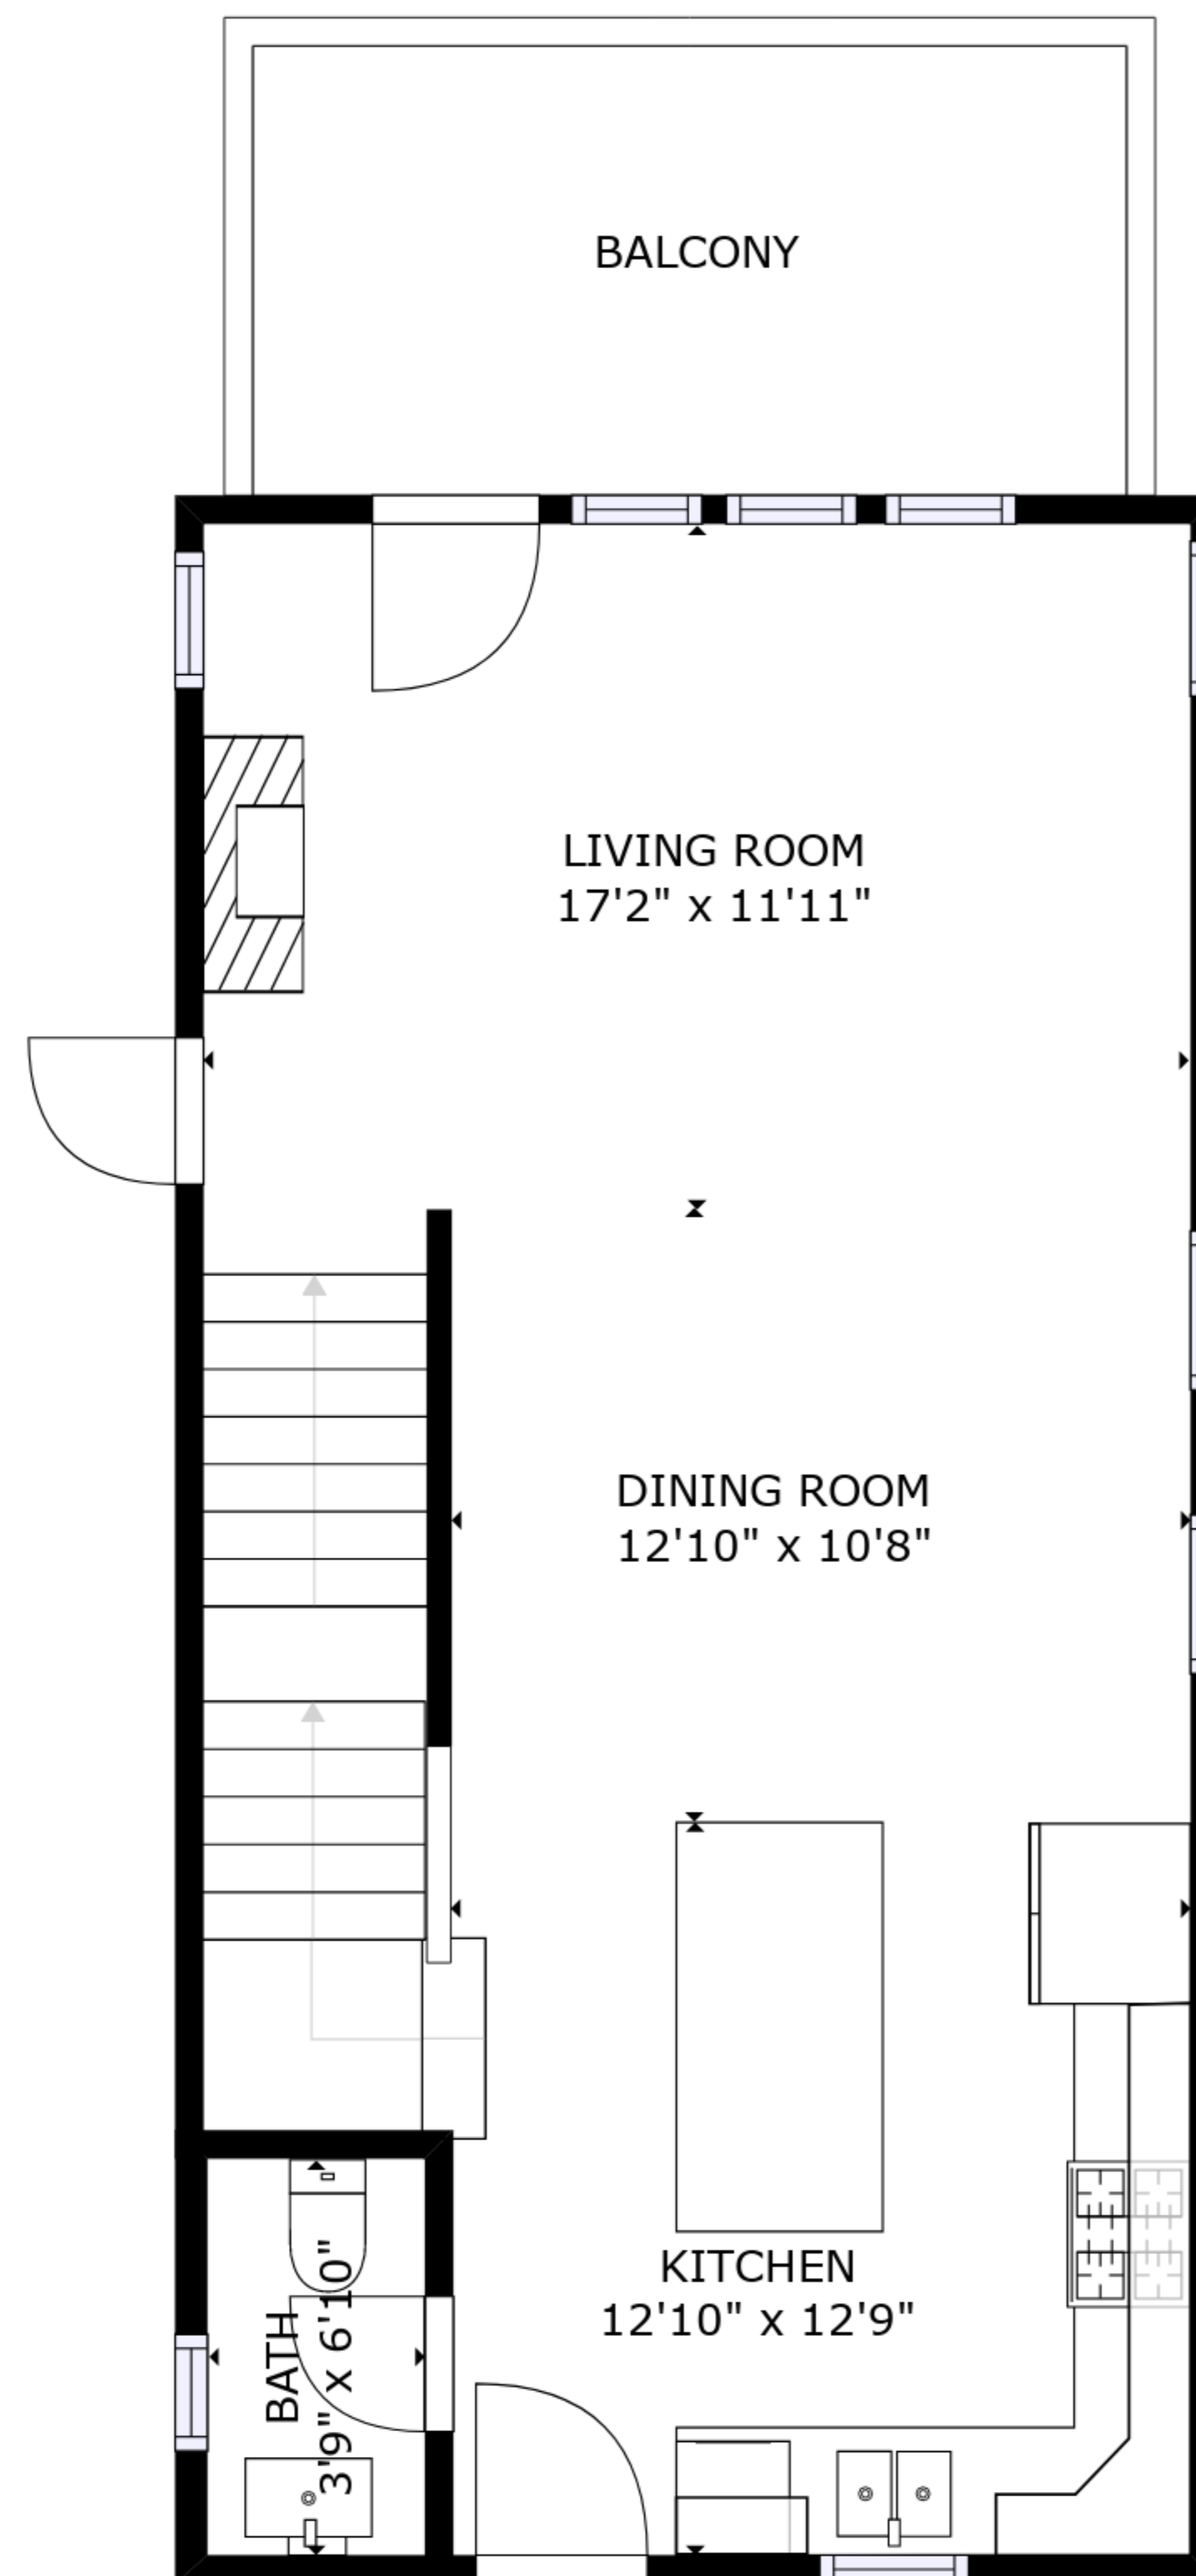 BALCONY
LIVING ROOM
17'2" x 11'11"
DINING ROOM
12'10" x 10'8"
KITCHEN
12'10" x 12'9"
BATH
3'9" x 6'10"